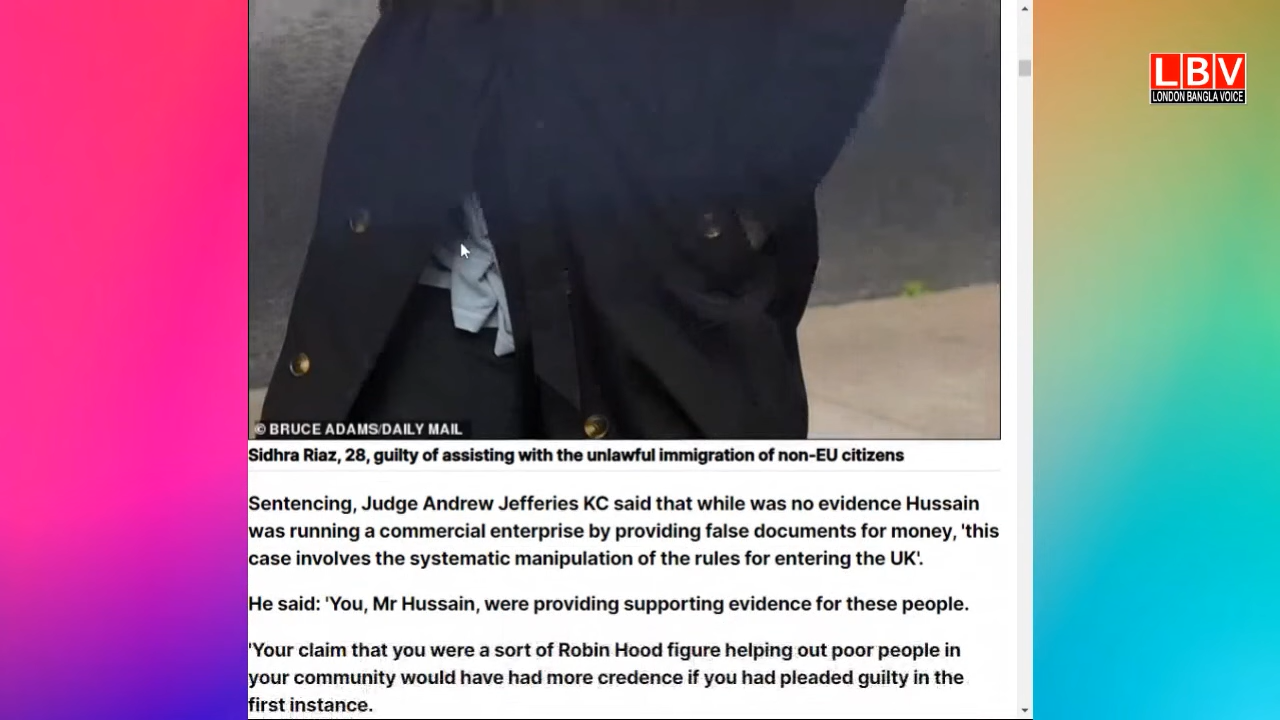 LBV
LONDON BANGLA VOICE
© BRUCE ADAMS/DAILY MAIL
Sidhra Riaz, 28, guilty of assisting with the unlawful immigration of non-EU citizens
Sentencing, Judge Andrew Jefferies KC said that while was no evidence Hussain
was running a commercial enterprise by providing false documents for money, 'this
case involves the systematic manipulation of the rules for entering the UK'.
He said: 'You, Mr Hussain, were providing supporting evidence for these people.
'Your claim that you were a sort of Robin Hood figure helping out poor people in
your community would have had more credence if you had pleaded guilty in the
first instance.